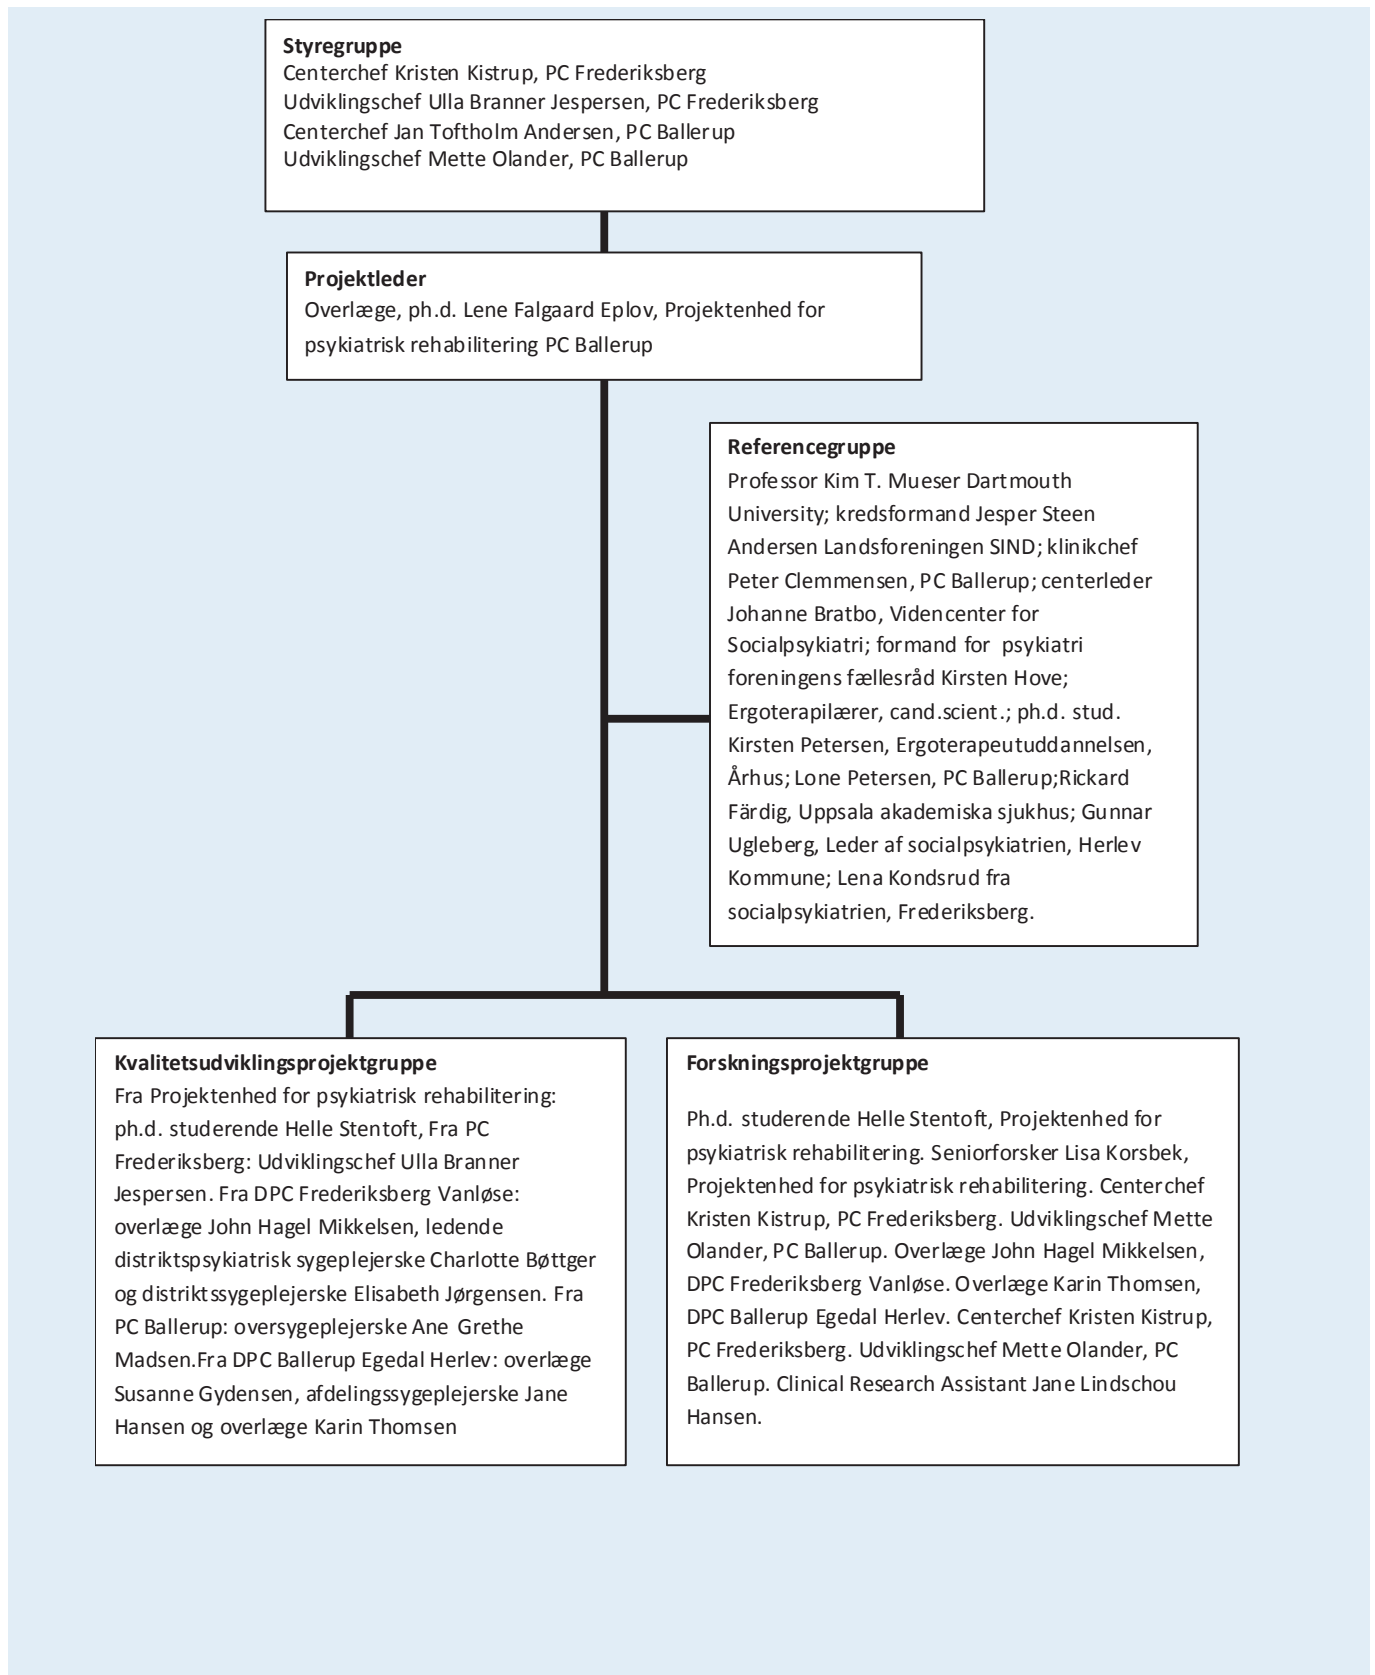 Styregruppe
Centerchef Kristen Kistrup, PC Frederiksberg
Udviklingschef Ulla Branner Jespersen, PC Frederiksberg
Centerchef Jan Toftholm Andersen, PC Ballerup
Udviklingschef Mette Olander, PC Ballerup
Projektleder
Overlæge, ph.d. Lene Falgaard Eplov, Projektenhed for
psykiatrisk rehabilitering PC Ballerup
Referencegruppe
Professor Kim T. Mueser Dartmouth
University; kredsformand Jesper Steen
Andersen Landsforeningen SIND; klinikchef
Peter Clemmensen, PC Ballerup; centerleder
Johanne Bratbo, Videncenter for
Socialpsykiatri; formand for psykiatri
foreningens fællesråd Kirsten Hove;
Ergoterapilærer, cand.scient.; ph.d. stud.
Kirsten Petersen, Ergoterapeutuddannelsen,
Århus; Lone Petersen, PC Ballerup;Rickard
Färdig, Uppsala akademiska sjukhus; Gunnar
Ugleberg, Leder af socialpsykiatrien, Herlev
Kommune; Lena Kondsrud fra
socialpsykiatrien, Frederiksberg.
Kvalitetsudviklingsprojektgruppe
Fra Projektenhed for psykiatrisk rehabilitering:
ph.d. studerende Helle Stentoft, Fra PC
Frederiksberg: Udviklingschef Ulla Branner
Jespersen. Fra DPC Frederiksberg Vanløse:
overlæge John Hagel Mikkelsen, ledende
distriktspsykiatrisk sygeplejerske Charlotte Bøttger
og distriktssygeplejerske Elisabeth Jørgensen. Fra
PC Ballerup: oversygeplejerske Ane Grethe
Madsen.Fra DPC Ballerup Egedal Herlev: overlæge
Susanne Gydensen, afdelingssygeplejerske Jane
Hansen og overlæge Karin Thomsen
Forskningsprojektgruppe
Ph.d. studerende Helle Stentoft, Projektenhed for
psykiatrisk rehabilitering. Seniorforsker Lisa Korsbek,
Projektenhed for psykiatrisk rehabilitering. Centerchef
Kristen Kistrup, PC Frederiksberg. Udviklingschef Mette
Olander, PC Ballerup. Overlæge John Hagel Mikkelsen,
DPC Frederiksberg Vanløse. Overlæge Karin Thomsen,
DPC Ballerup Egedal Herlev. Centerchef Kristen Kistrup,
PC Frederiksberg. Udviklingschef Mette Olander, PC
Ballerup. Clinical Research Assistant Jane Lindschou
Hansen.